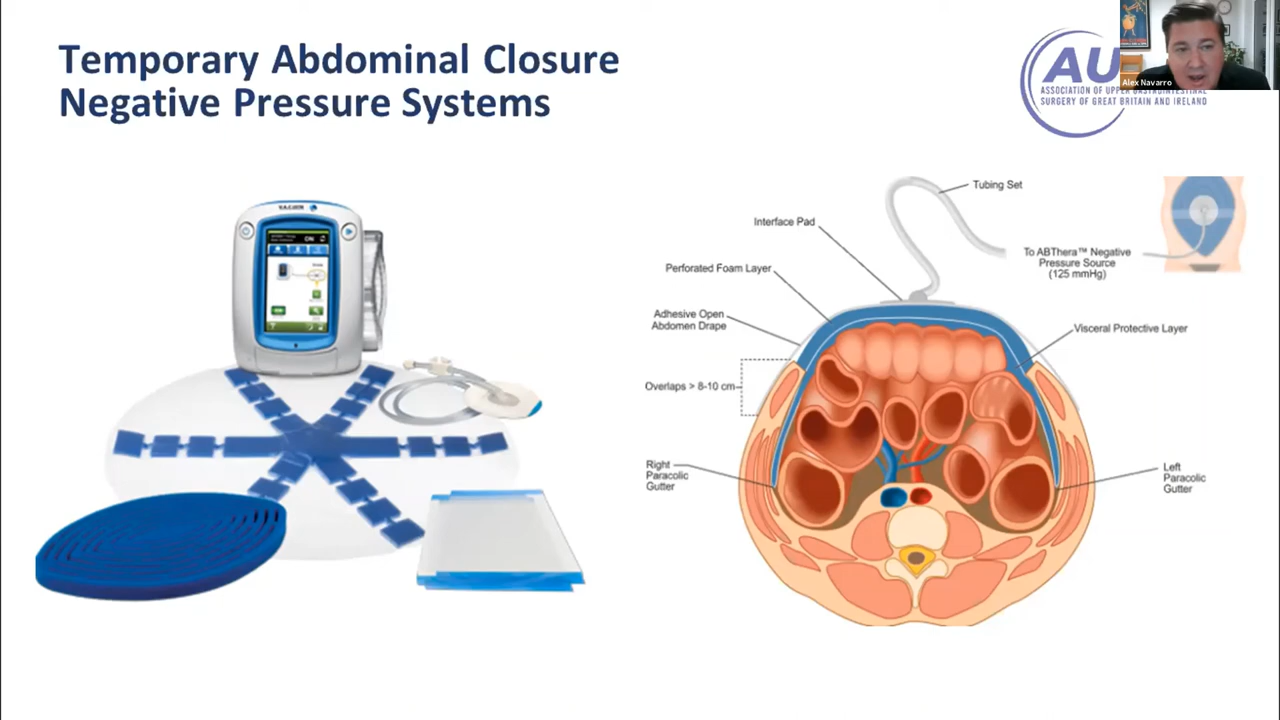 Temporary Abdominal Closure
Negative Pressure Systems
AU
ASSOCIATION OF UPPER GASTROINTESTINAL
SURGERY OF GREAT BRITAIN AND IRELAND
Alex Navarro
V.A.C.ULTA
ON
Tubing Set
Interface Pad
To ABThera™ Negative
Pressure Source
(125 mmHg)
Perforated Foam Layer
Adhesive Open
Abdomen Drape
Visceral Protective Layer
Overlaps > 8-10 cm
Right
Paracolic
Gutter
Left
Paracolic
Gutter